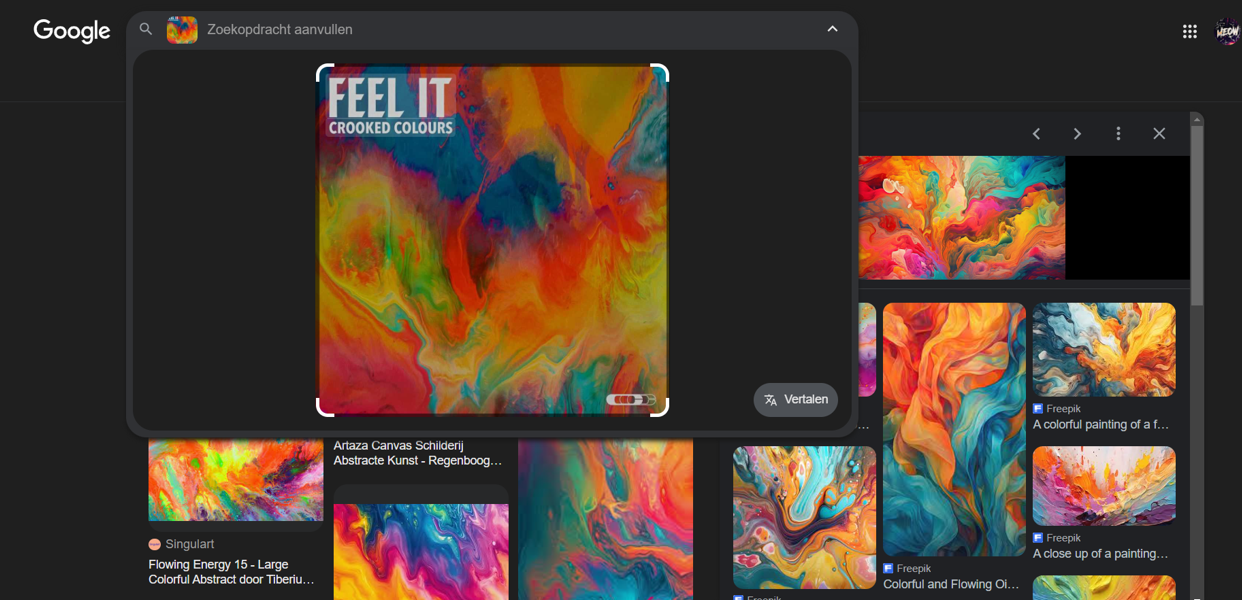 Google
Zoekopdracht aanvullen
FEEL IT
CROOKED COLOURS
Vertalen
Artaza Canvas Schilderij
Abstracte Kunst - Regenboog...
Singulart
Flowing Energy 15 - Large
Colorful Abstract door Tiberiu...
Freepik
A colorful painting of a f...
Freepik
A close up of a painting...
Freepik
Colorful and Flowing Oi...
Freepik